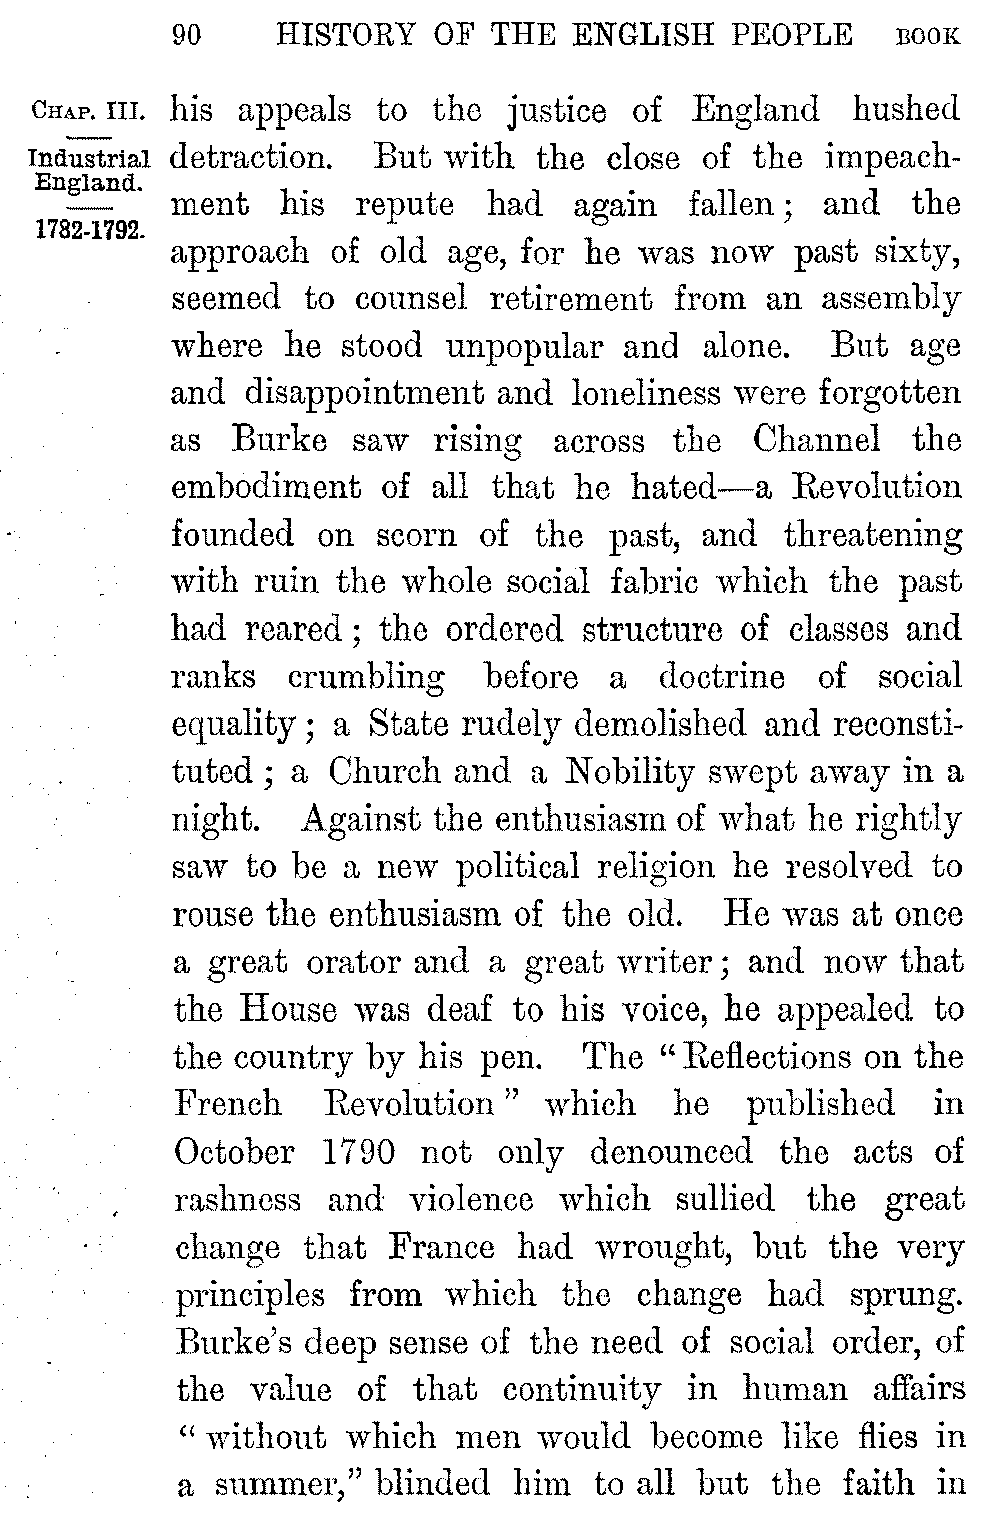 90 HISTORY OF THE ENGLISH PEOPLE BOOK
CHAP. III.
Industrial
England.
1782-1792.
his appeals to the justice of England hushed
detraction. But with the close of the impeach-
ment his repute had again fallen; and the
approach of old age, for he was now past sixty,
seemed to counsel retirement from an assembly
where he stood unpopular and alone. But age
and disappointment and loneliness were forgotten
as Burke saw rising across the Channel the
embodiment of all that he hated—a Revolution
founded on scorn of the past, and threatening
with ruin the whole social fabric which the past
had reared; the ordered structure of classes and
ranks crumbling before a doctrine of social
equality; a State rudely demolished and reconsti-
tuted; a Church and a Nobility swept away in a
night. Against the enthusiasm of what he rightly
saw to be a new political religion he resolved to
rouse the enthusiasm of the old. He was at once
a great orator and a great writer; and now that
the House was deaf to his voice, he appealed to
the country by his pen. The “Reflections on the
French Revolution” which he published in
October 1790 not only denounced the acts of
rashness and violence which sullied the great
change that France had wrought, but the very
principles from which the change had sprung.
Burke’s deep sense of the need of social order, of
the value of that continuity in human affairs
“without which men would become like flies in
a summer,” blinded him to all but the faith in